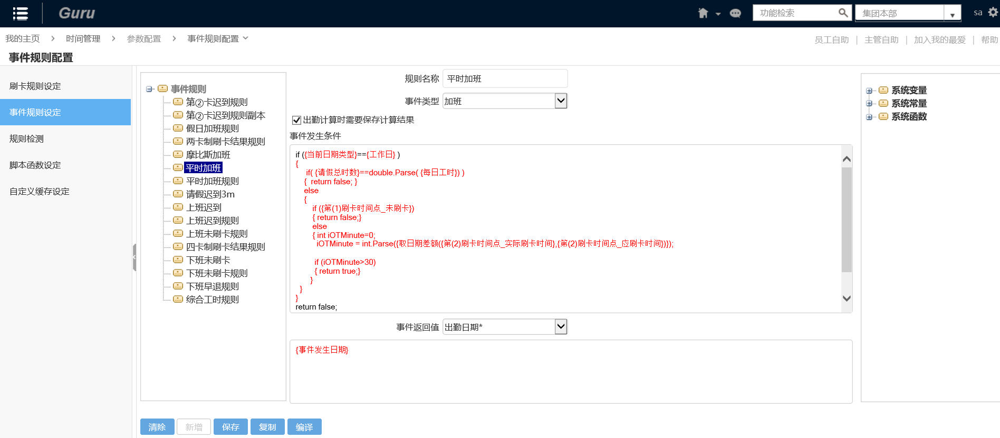 Guru
功能检索
集团本部
sa
我的主页 > 时间管理 > 参数配置 > 事件规则配置
员工自助 | 主管自助 | 加入我的最爱 | 帮助
事件规则配置
刷卡规则设定
事件规则设定
规则检测
脚本函数设定
自定义缓存设定
事件规则
第②卡迟到规则
第②卡迟到规则副本
假日加班规则
两卡制刷卡结果规则
摩比斯加班
平时加班
平时加班规则
请假迟到3m
上班迟到
上班迟到规则
上班未刷卡规则
四卡制刷卡结果规则
下班未刷卡
下班未刷卡规则
下班早退规则
综合工时规则
规则名称 平时加班
事件类型 加班
出勤计算时需要保存计算结果
事件发生条件
if ({当前日期类型}=={工作日} )
{
if( {请假总时数}==double.Parse( {每日工时}) )
{ return false; }
else
{
if ({第(1)刷卡时间点_未刷卡})
{ return false;}
else
{ int iOTMinute=0;
iOTMinute = int.Parse({取日期差额({第(2)刷卡时间点_实际刷卡时间},{第(2)刷卡时间点_应刷卡时间})});
if (iOTMinute>30)
{ return true;}
}
}
}
return false;
事件返回值 出勤日期*
{事件发生日期}
系统变量
系统常量
系统函数
清除 新增 保存 复制 编译